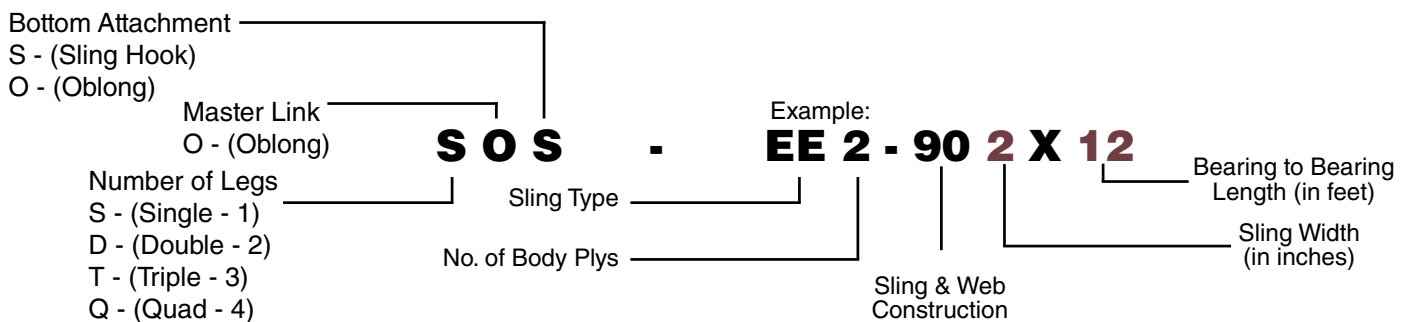 Bottom Attachment
S - (Sling Hook)
O - (Oblong)
Master Link
O - (Oblong)
Number of Legs
S - (Single - 1)
D - (Double - 2)
T - (Triple - 3)
Q - (Quad - 4)
Example:
S O S - EE 2 - 90 2 X 12
Sling Type
No. of Body Plys
Sling & Web
Construction
Bearing to Bearing
Length (in feet)
Sling Width
(in inches)